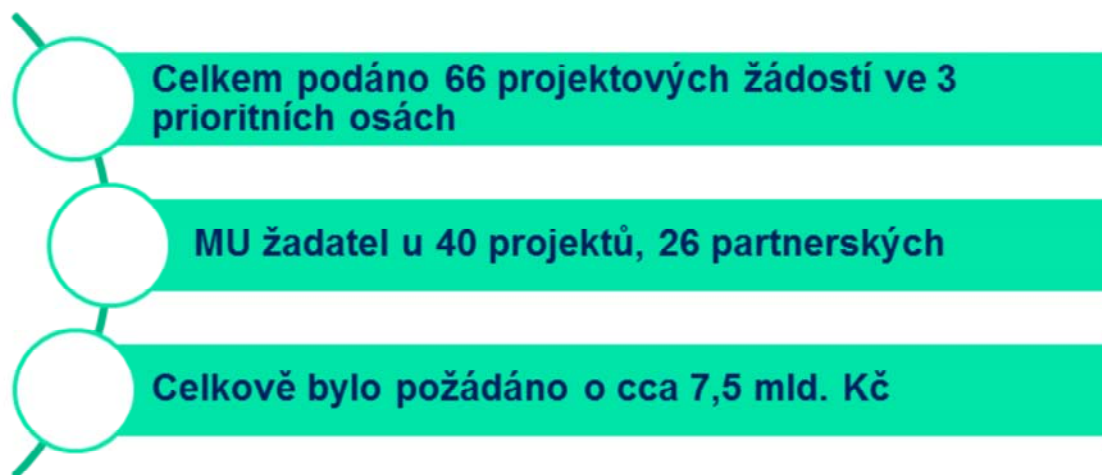 Celkem podáno 66 projektových žádostí ve 3
prioritních osách
MU žadatel u 40 projektů, 26 partnerských
Celkově bylo požádáno o cca 7,5 mld. Kč